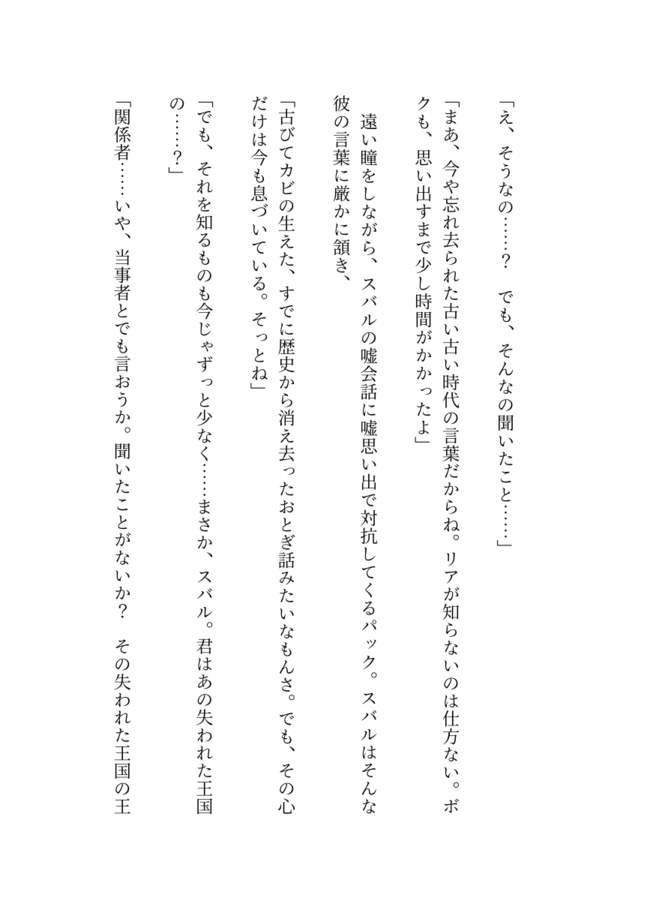 「え、そうなの……？　でも、そんなの聞いたこと……」
「まあ、今や忘れ去られた古い古い時代の言葉だからね。リアが知らないのは仕方ない。ボ
クも、思い出すまで少し時間がかかったよ」
　遠い瞳をしながら、スバルの嘘会話に嘘思い出で対抗してくるパック。スバルはそんな
彼の言葉に厳かに頷き、
「古びてカビの生えた、すでに歴史から消え去ったおとぎ話みたいなもんさ。でも、その心
だけは今も息づいている。そっとね」
「でも、それを知るものも今じゃずっと少なく……まさか、スバル。君はあの失われた王国
の……？」
「関係者……いや、当事者とでも言おうか。聞いたことがないか？　その失われた王国の王